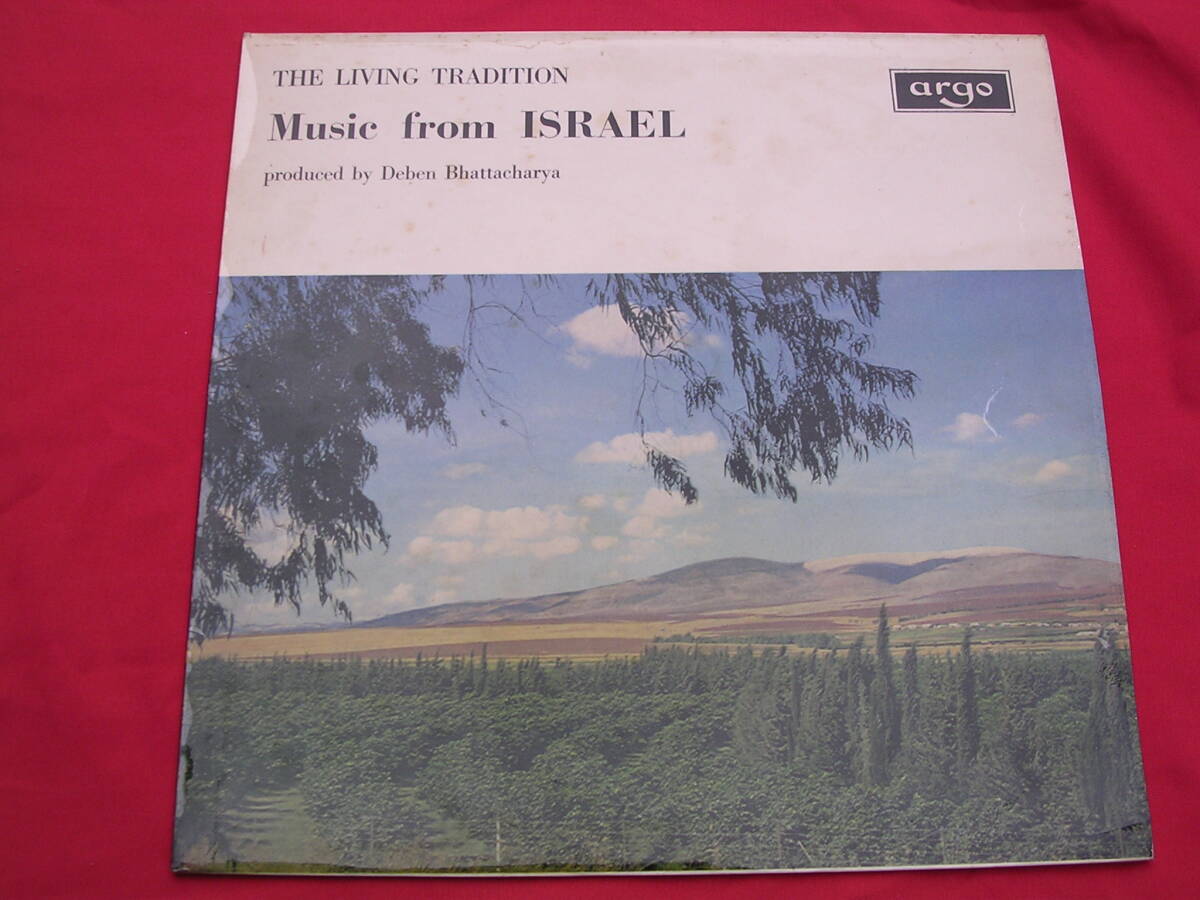 THE LIVING TRADITION
argo
Music from ISRAEL
produced by Deben Bhattacharya